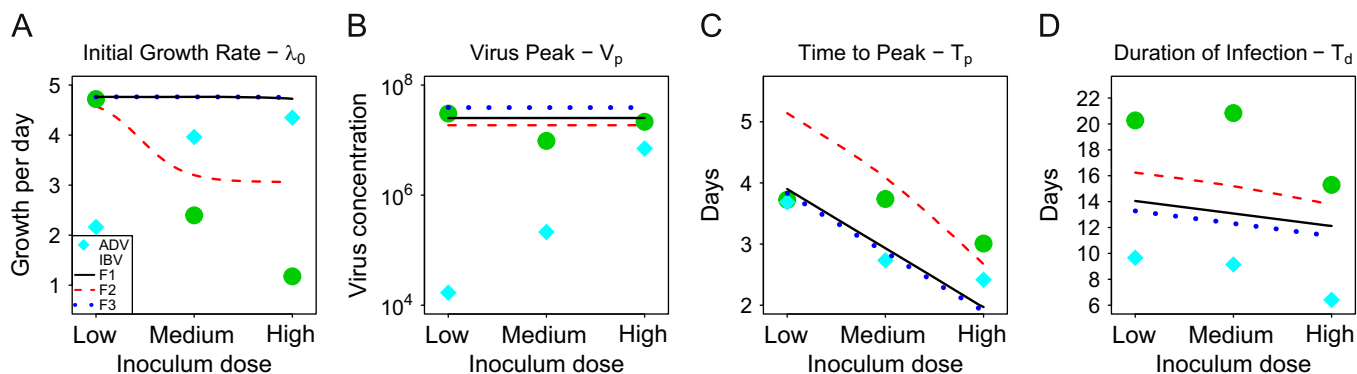 A
Initial Growth Rate – λ0
Growth per day
5
4
3
2
1
ADV
IBV
F1
F2
F3
Low Medium High
Inoculum dose
B
Virus Peak – Vp
Virus concentration
10^8
10^6
10^4
Low Medium High
Inoculum dose
C
Time to Peak – Tp
Days
5
4
3
2
Low Medium High
Inoculum dose
D
Duration of Infection – Td
Days
22
20
18
16
14
12
10
8
6
Low Medium High
Inoculum dose